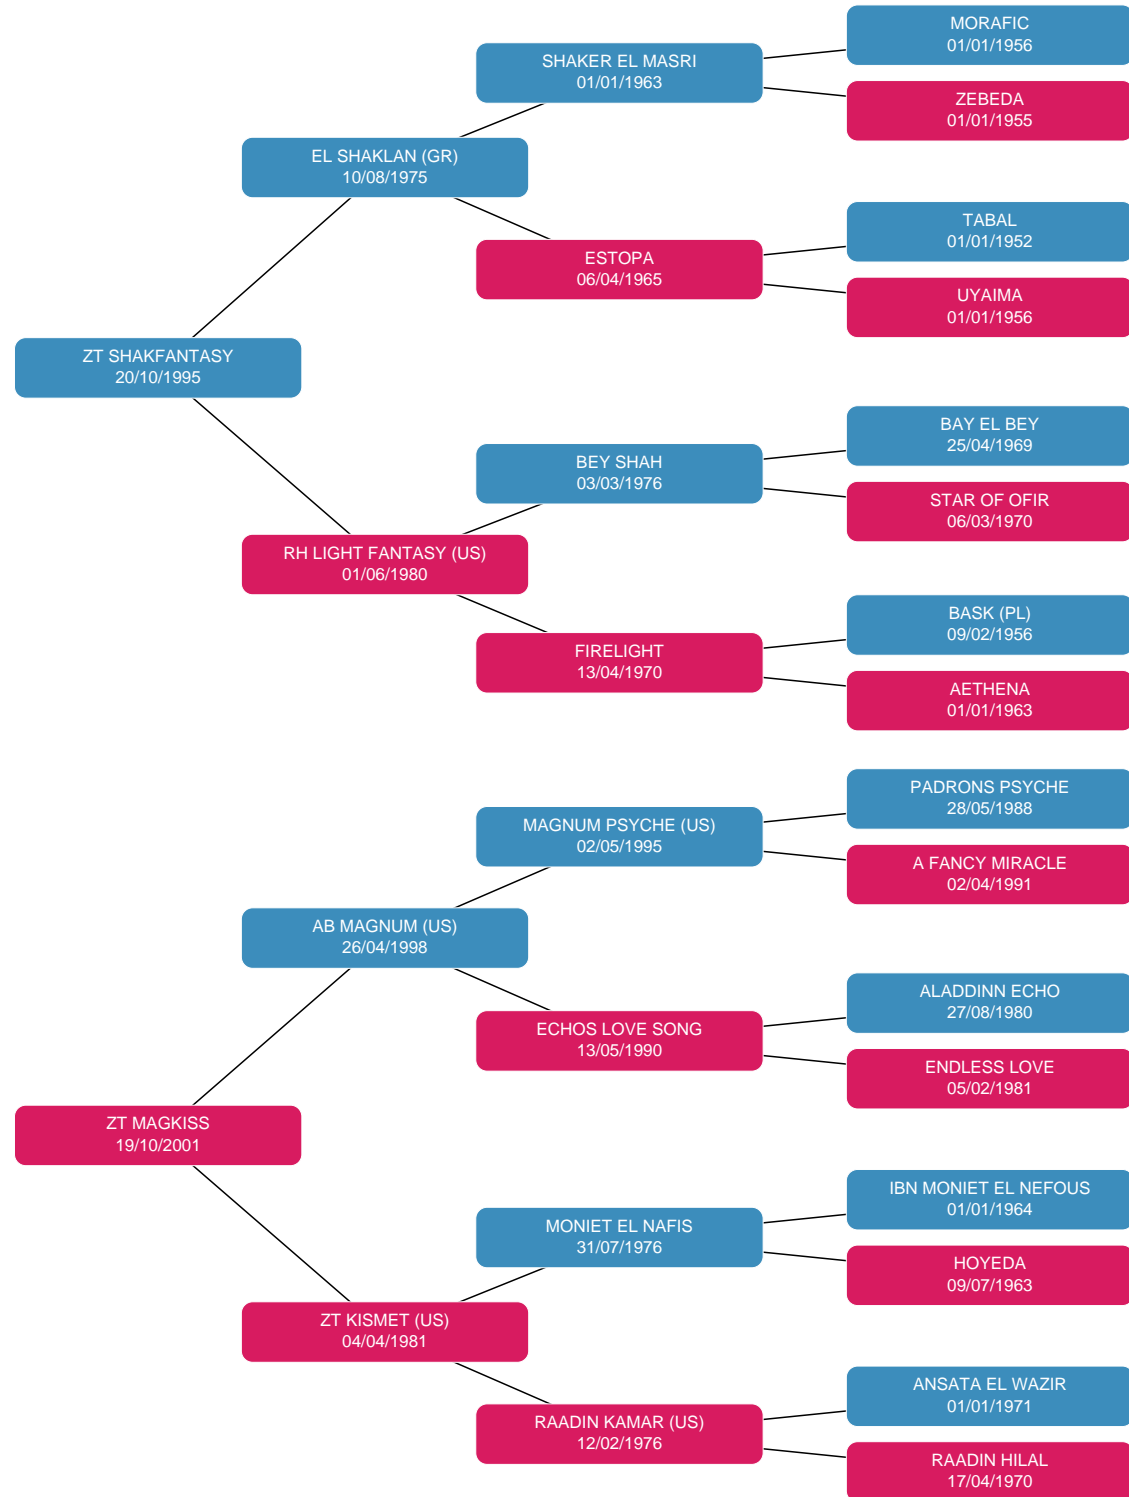 MORAFIC
01/01/1956
SHAKER EL MASRI
01/01/1963
ZEBEDA
01/01/1955
EL SHAKLAN (GR)
10/08/1975
TABAL
01/01/1952
ESTOPA
06/04/1965
UYAIMA
01/01/1956
ZT SHAKFANTASY
20/10/1995
BAY EL BEY
25/04/1969
BEY SHAH
03/03/1976
STAR OF OFIR
06/03/1970
RH LIGHT FANTASY (US)
01/06/1980
BASK (PL)
09/02/1956
FIRELIGHT
13/04/1970
AETHENA
01/01/1963
PADRONS PSYCHE
28/05/1988
MAGNUM PSYCHE (US)
02/05/1995
A FANCY MIRACLE
02/04/1991
AB MAGNUM (US)
26/04/1998
ALADDINN ECHO
27/08/1980
ECHOS LOVE SONG
13/05/1990
ENDLESS LOVE
05/02/1981
ZT MAGKISS
19/10/2001
IBN MONIET EL NEFOUS
01/01/1964
MONIET EL NAFIS
31/07/1976
HOYEDA
09/07/1963
ZT KISMET (US)
04/04/1981
ANSATA EL WAZIR
01/01/1971
RAADIN KAMAR (US)
12/02/1976
RAADIN HILAL
17/04/1970